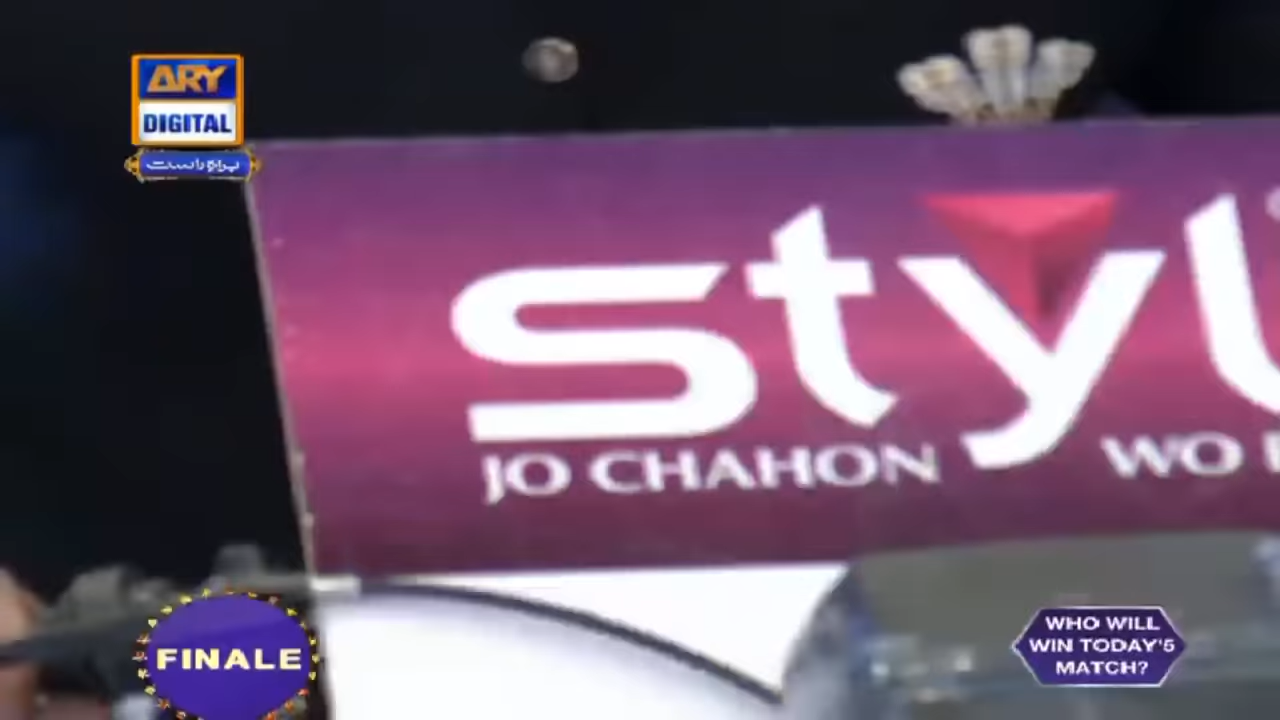 ARY
DIGITAL
براہِ راست
styl
JO CHAHON
WO
FINALE
WHO WILL
WIN TODAY'S
MATCH?